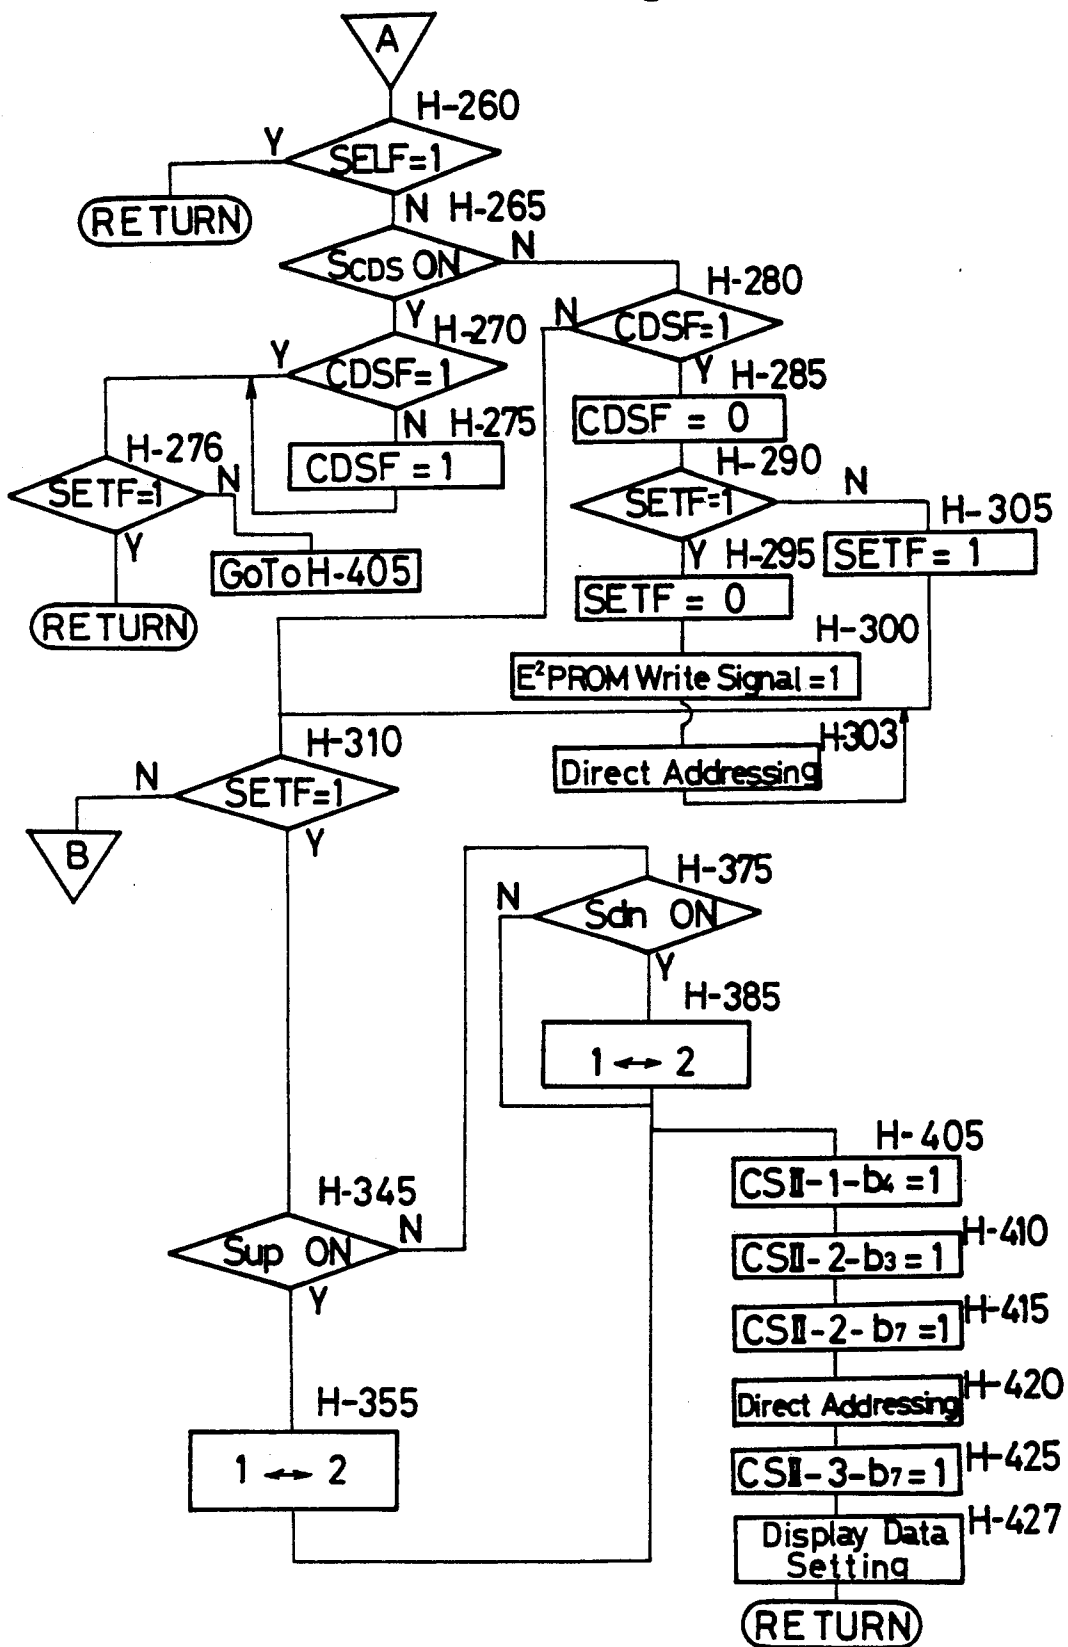 A
H-260
Y
SELF=1
RETURN
N H-265
SCDS ON
N
H-280
Y
H-270
N
CDSF=1
Y
CDSF=1
Y H-285
N H-275
CDSF = 0
CDSF = 1
H-276
N
H-290
N
SETF=1
SETF=1
H-305
Y
Y H-295
SETF = 1
GoTo H-405
SETF = 0
RETURN
H-300
E²PROM Write Signal=1
H-310
H-303
N
Direct Addressing
SETF=1
B
Y
H-375
N
Sdn ON
Y
H-385
1 ↔ 2
H-405
CSII-1-b4=1
H-345
N
H-410
Sup ON
CSII-2-b3=1
Y
H-415
CSII-2-b7=1
H-420
H-355
Direct Addressing
H-425
1 ↔ 2
CSII-3-b7=1
H-427
Display Data
Setting
RETURN